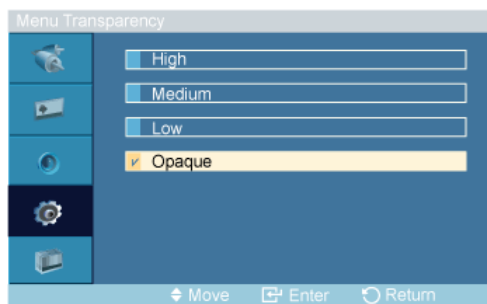 Menu Transparency
High
Medium
Low
Opaque
Move Enter Return